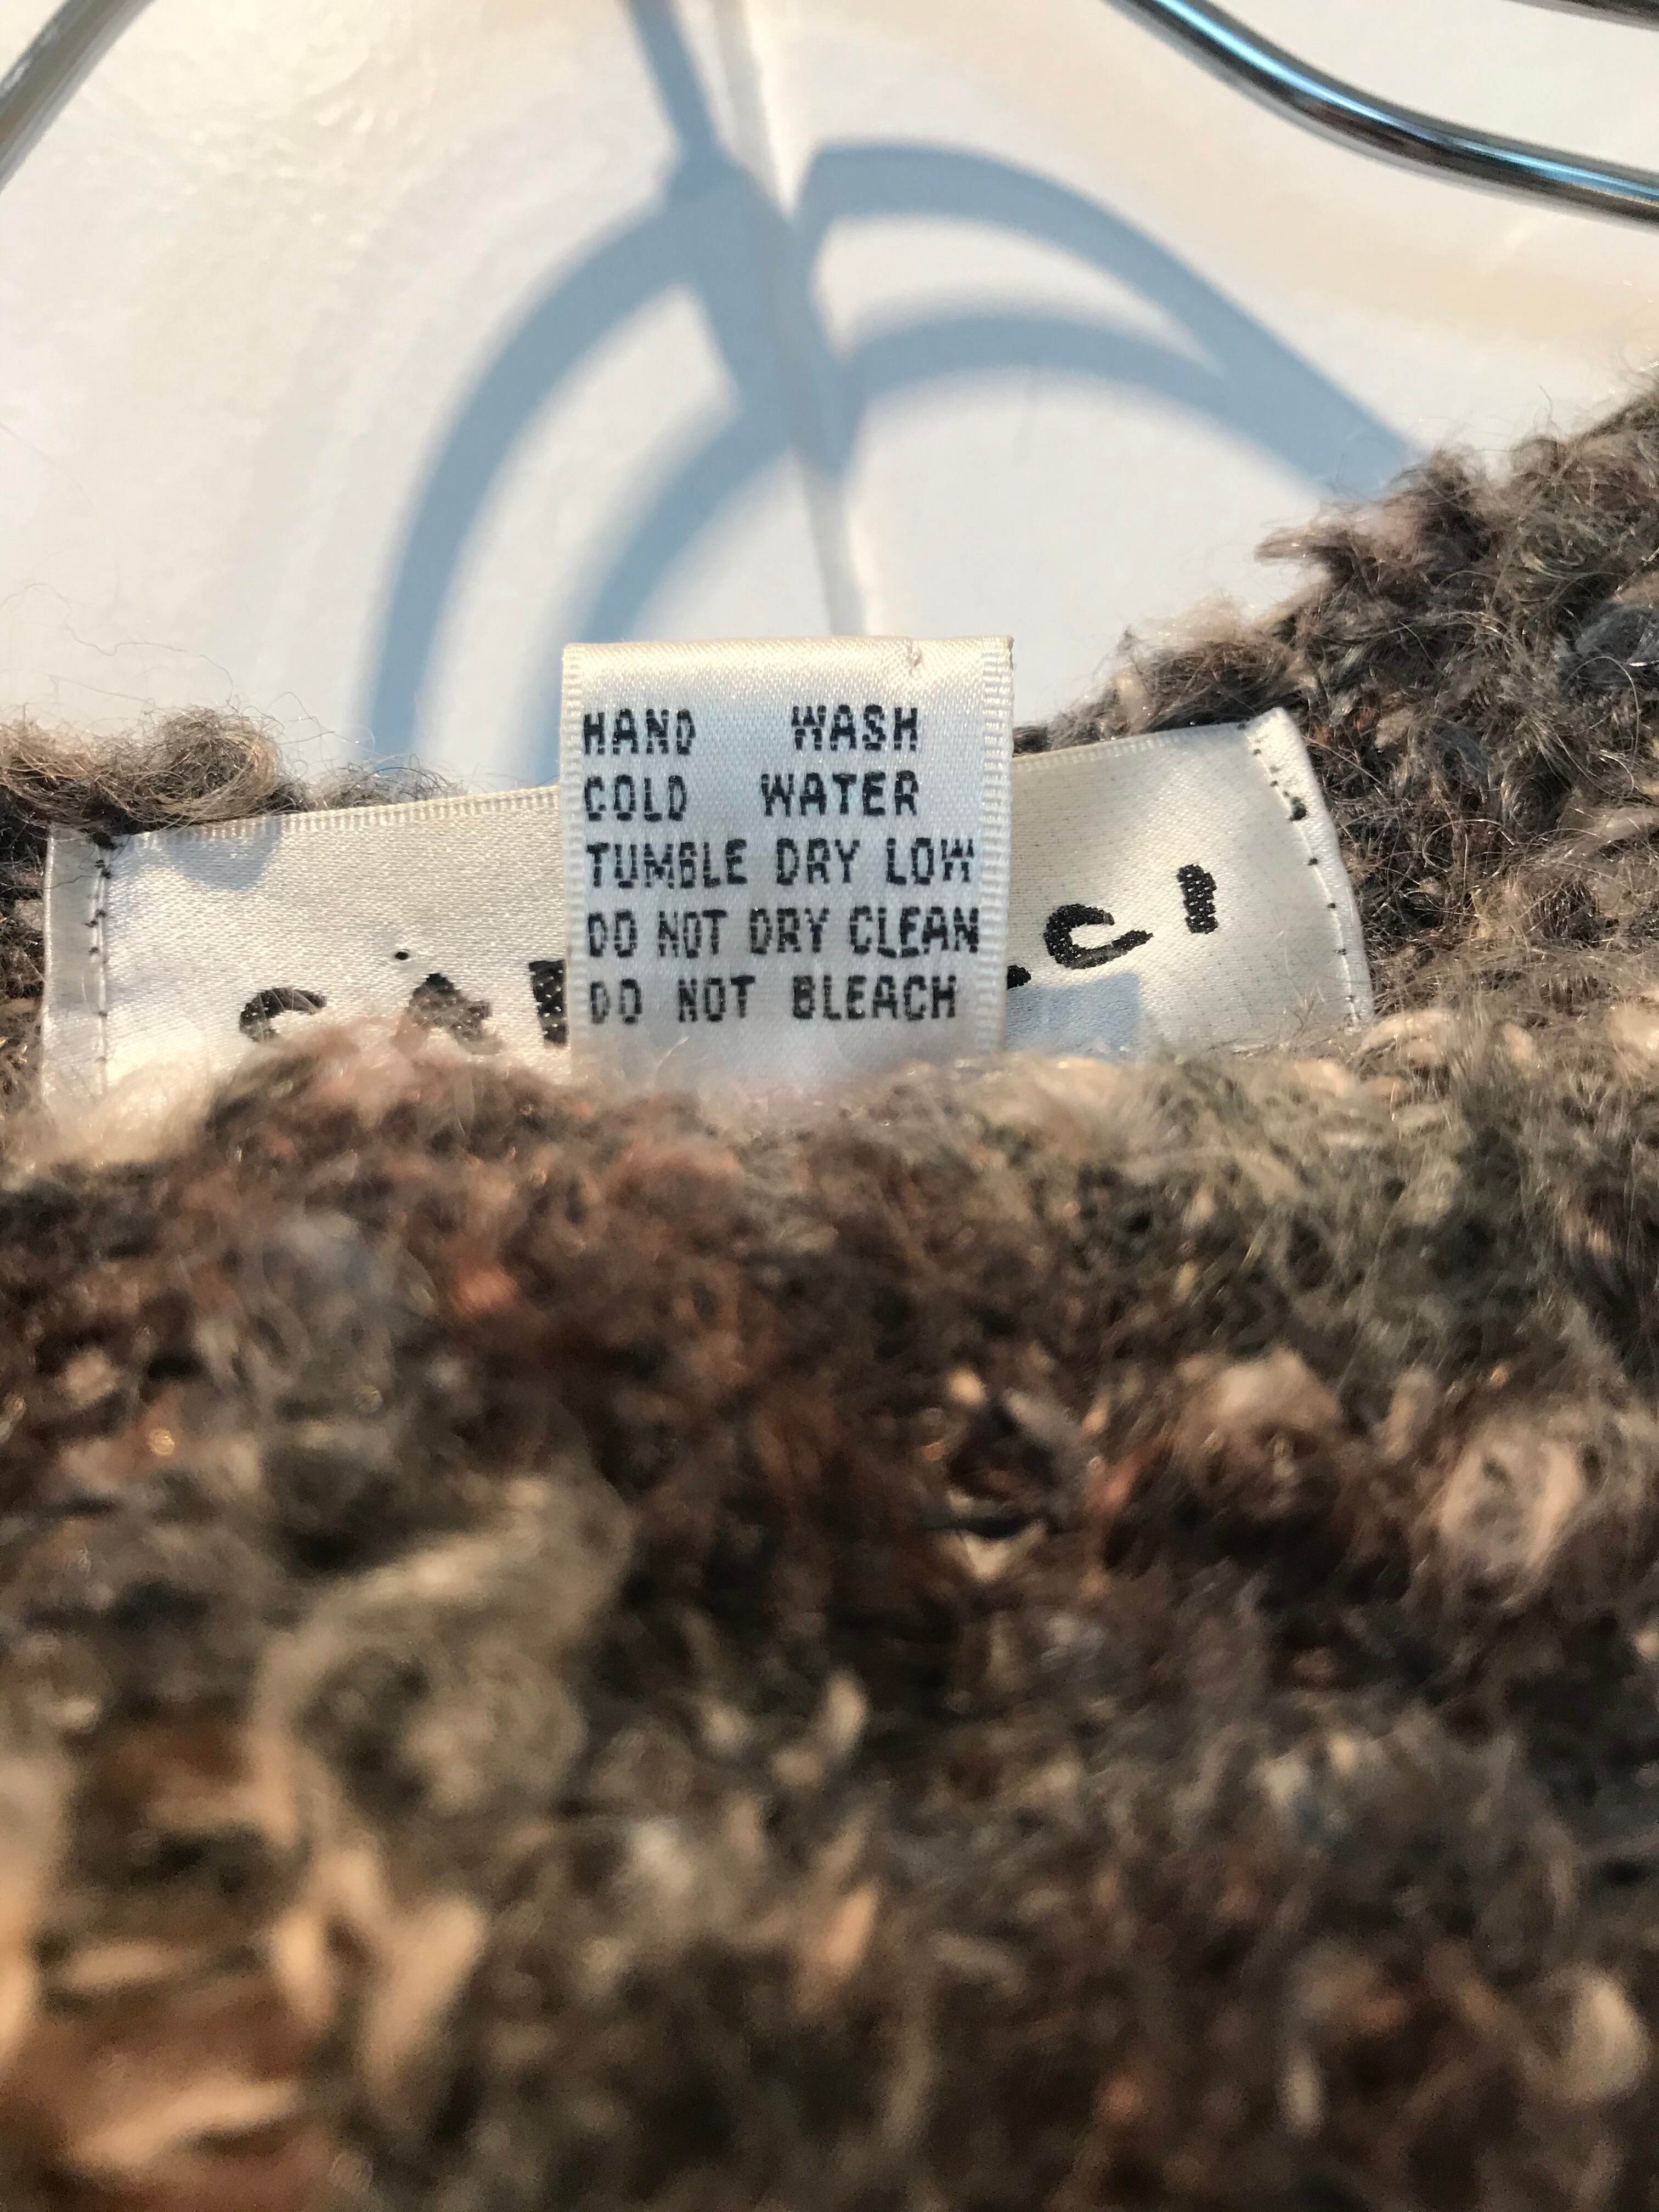 HAND WASH
COLD WATER
TUMBLE DRY LOW
DO NOT DRY CLEAN
DO NOT BLEACH